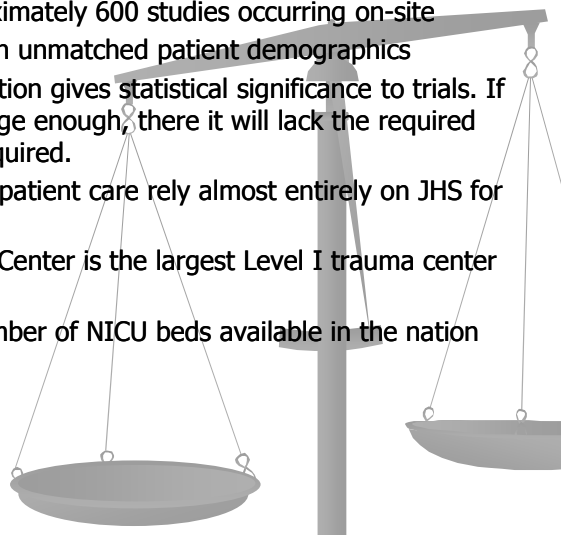 ximately 600 studies occurring on-site
n unmatched patient demographics
tion gives statistical significance to trials. If
ge enough, there it will lack the required
quired.
patient care rely almost entirely on JHS for
Center is the largest Level I trauma center
mber of NICU beds available in the nation